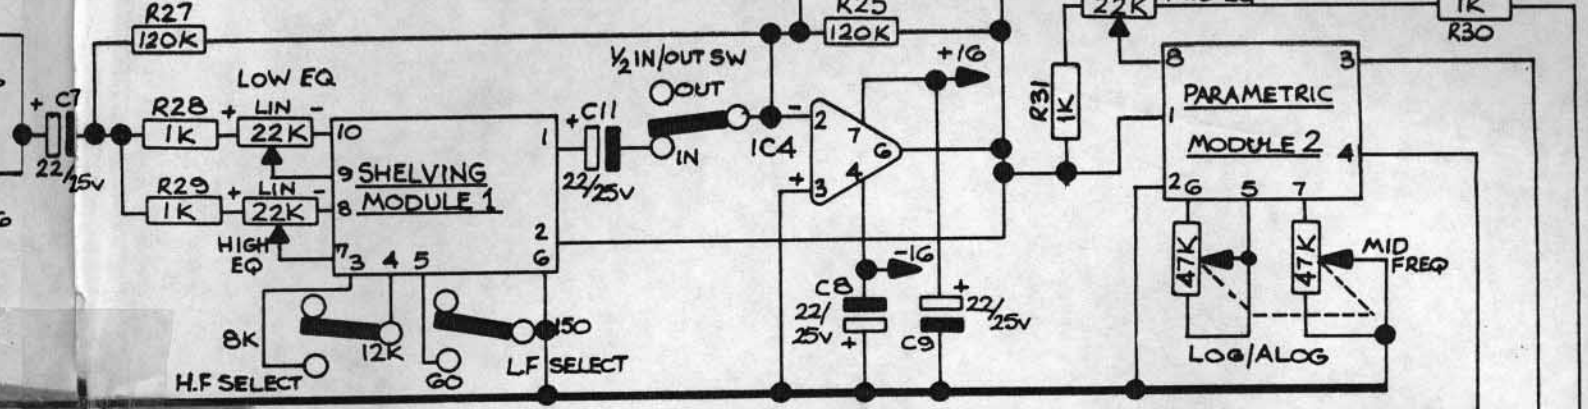 R27
120K
R25
120K
22K
1K
R30
½ IN/OUT SW
OUT
IN
+16
LOW EQ
+ C7
22/25V
R28
1K
+ LIN -
22K
R29
1K
+ LIN -
22K
HIGH EQ
10
9
8
7
3
4
5
1
2
6
SHELVING
MODULE 1
+ C11
22/25V
IC4
- 2
+ 3
7
4
6
-16
C8
22/25V
+
+
22/25V
C9
R31
1K
8
1
2
6
5
7
3
4
PARAMETRIC
MODULE 2
47K
47K
MID FREQ
LOG/ALOG
8K
12K
H.F SELECT
60
150
L.F SELECT